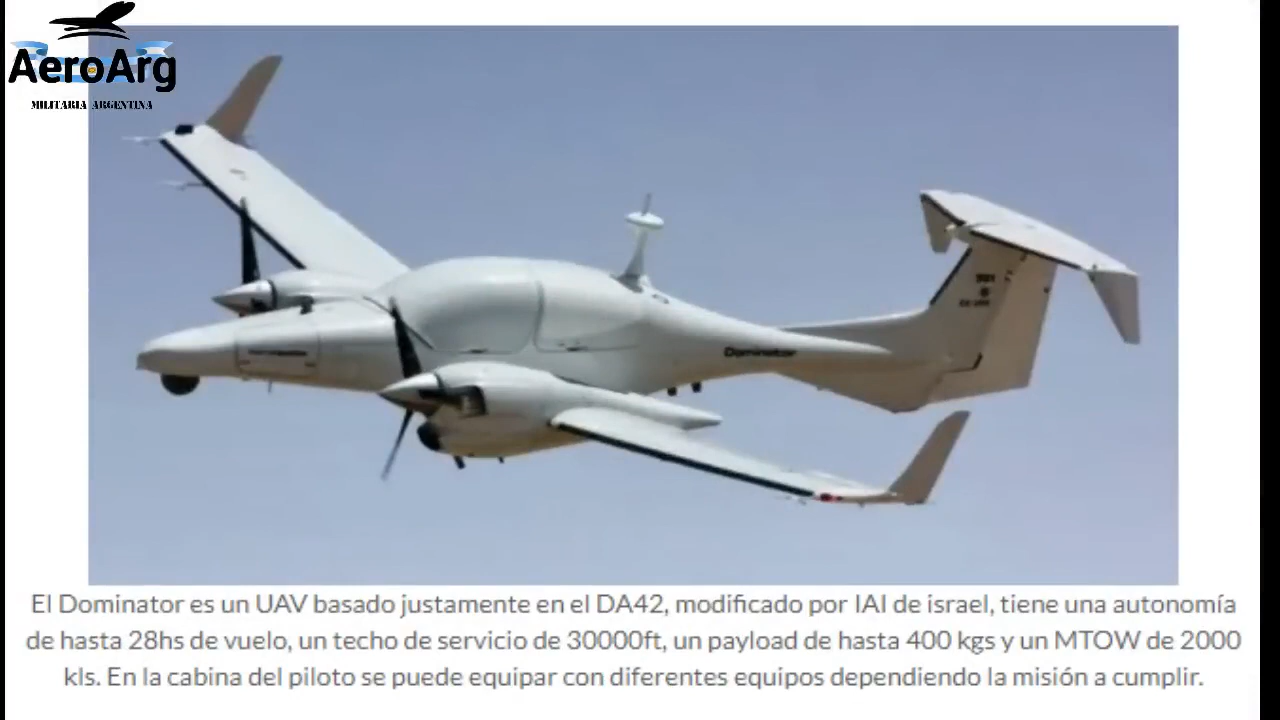 AeroArg
MILITARIA ARGENTINA
Dominator
El Dominator es un UAV basado justamente en el DA42, modificado por IAI de israel, tiene una autonomía
de hasta 28hs de vuelo, un techo de servicio de 30000ft, un payload de hasta 400 kgs y un MTOW de 2000
kls. En la cabina del piloto se puede equipar con diferentes equipos dependiendo la misión a cumplir.